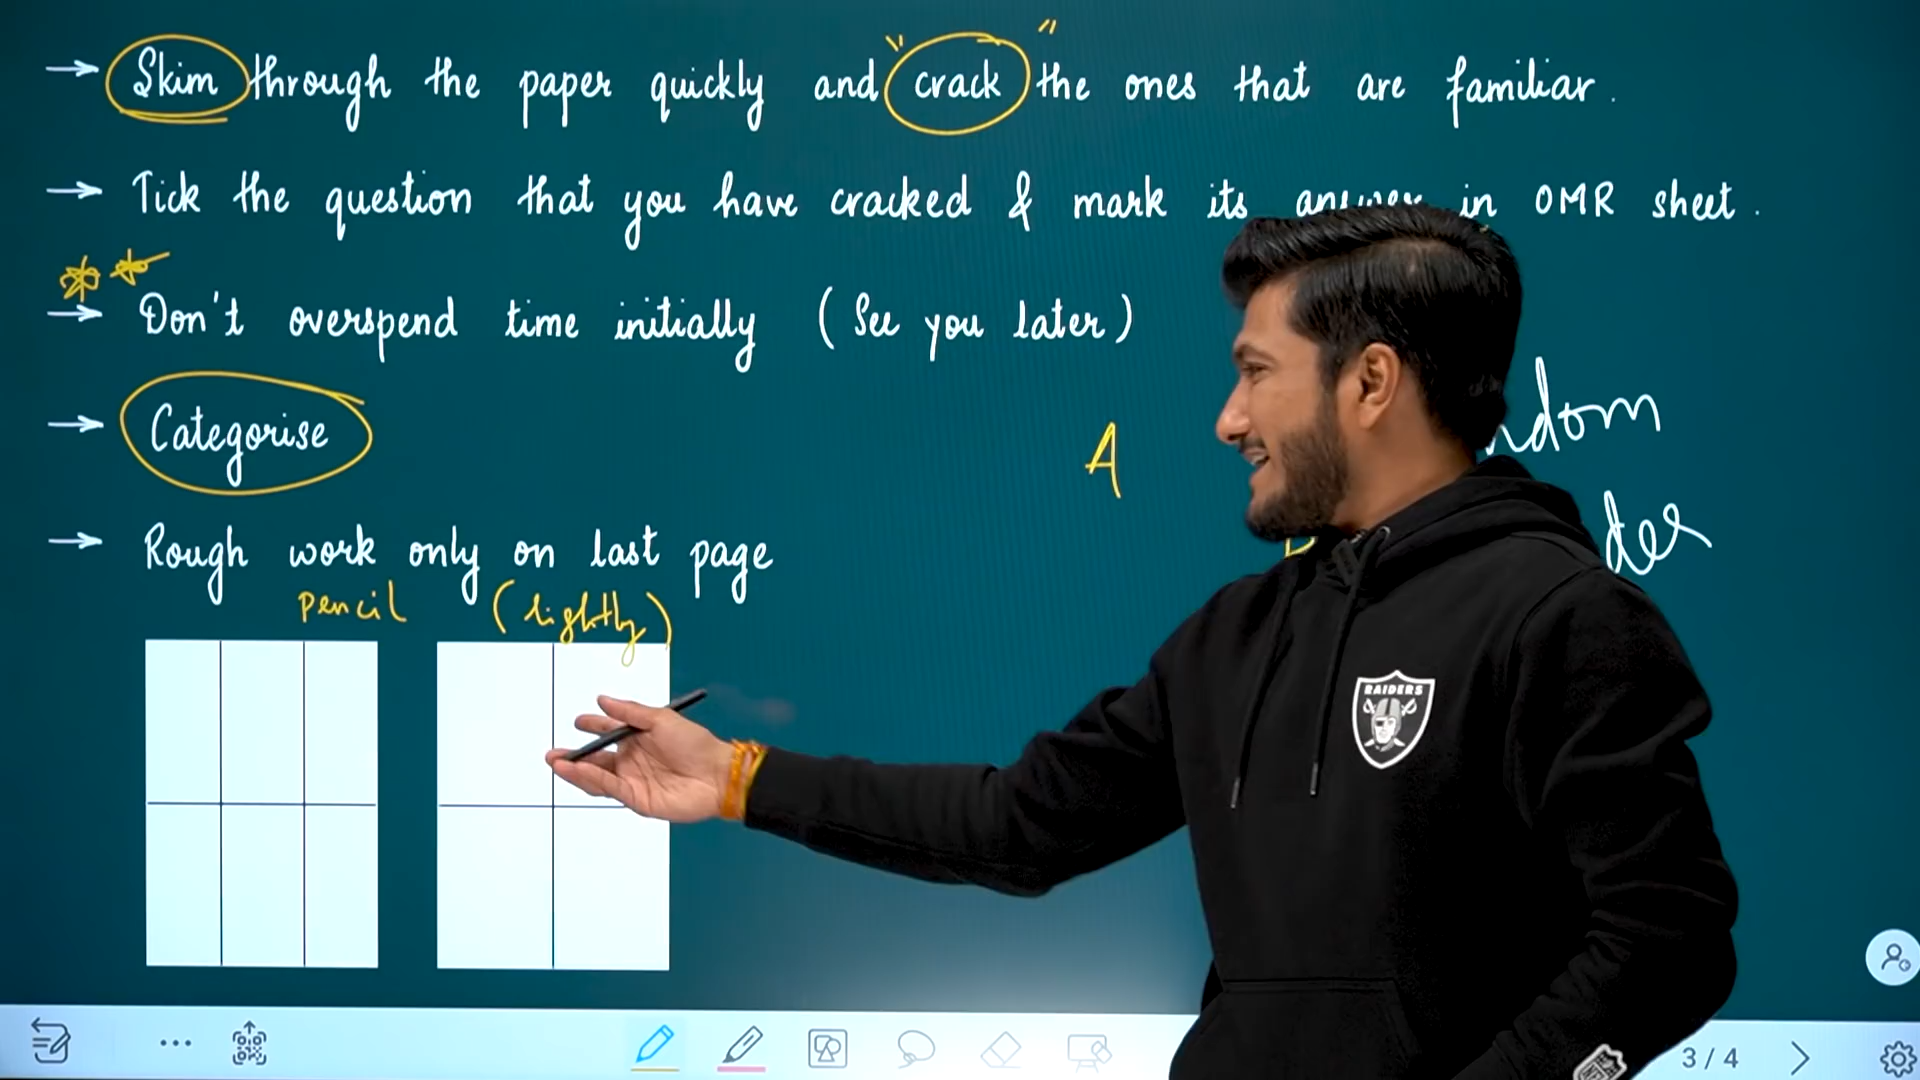 → Skim through the paper quickly and "crack" the ones that are familiar.
→ Tick the question that you have cracked & mark its answer in OMR sheet.
→ Don't overspend time initially (See you later)
→ Categorise
A
→ Rough work only on last page
pencil (lightly)
RAIDERS
3 / 4